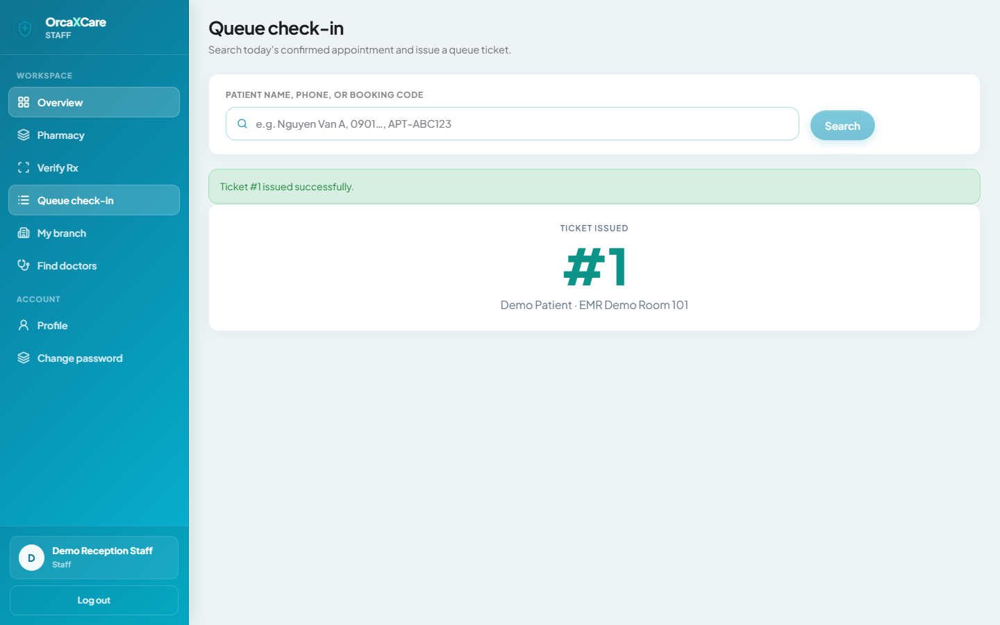 OrcaXCare
STAFF
WORKSPACE
Overview
Pharmacy
Verify Rx
Queue check-in
My branch
Find doctors
ACCOUNT
Profile
Change password
D
Demo Reception Staff
Staff
Log out
Queue check-in
Search today's confirmed appointment and issue a queue ticket.
PATIENT NAME, PHONE, OR BOOKING CODE
e.g. Nguyen Van A, 0901…, APT-ABC123
Search
Ticket #1 issued successfully.
TICKET ISSUED
#1
Demo Patient · EMR Demo Room 101